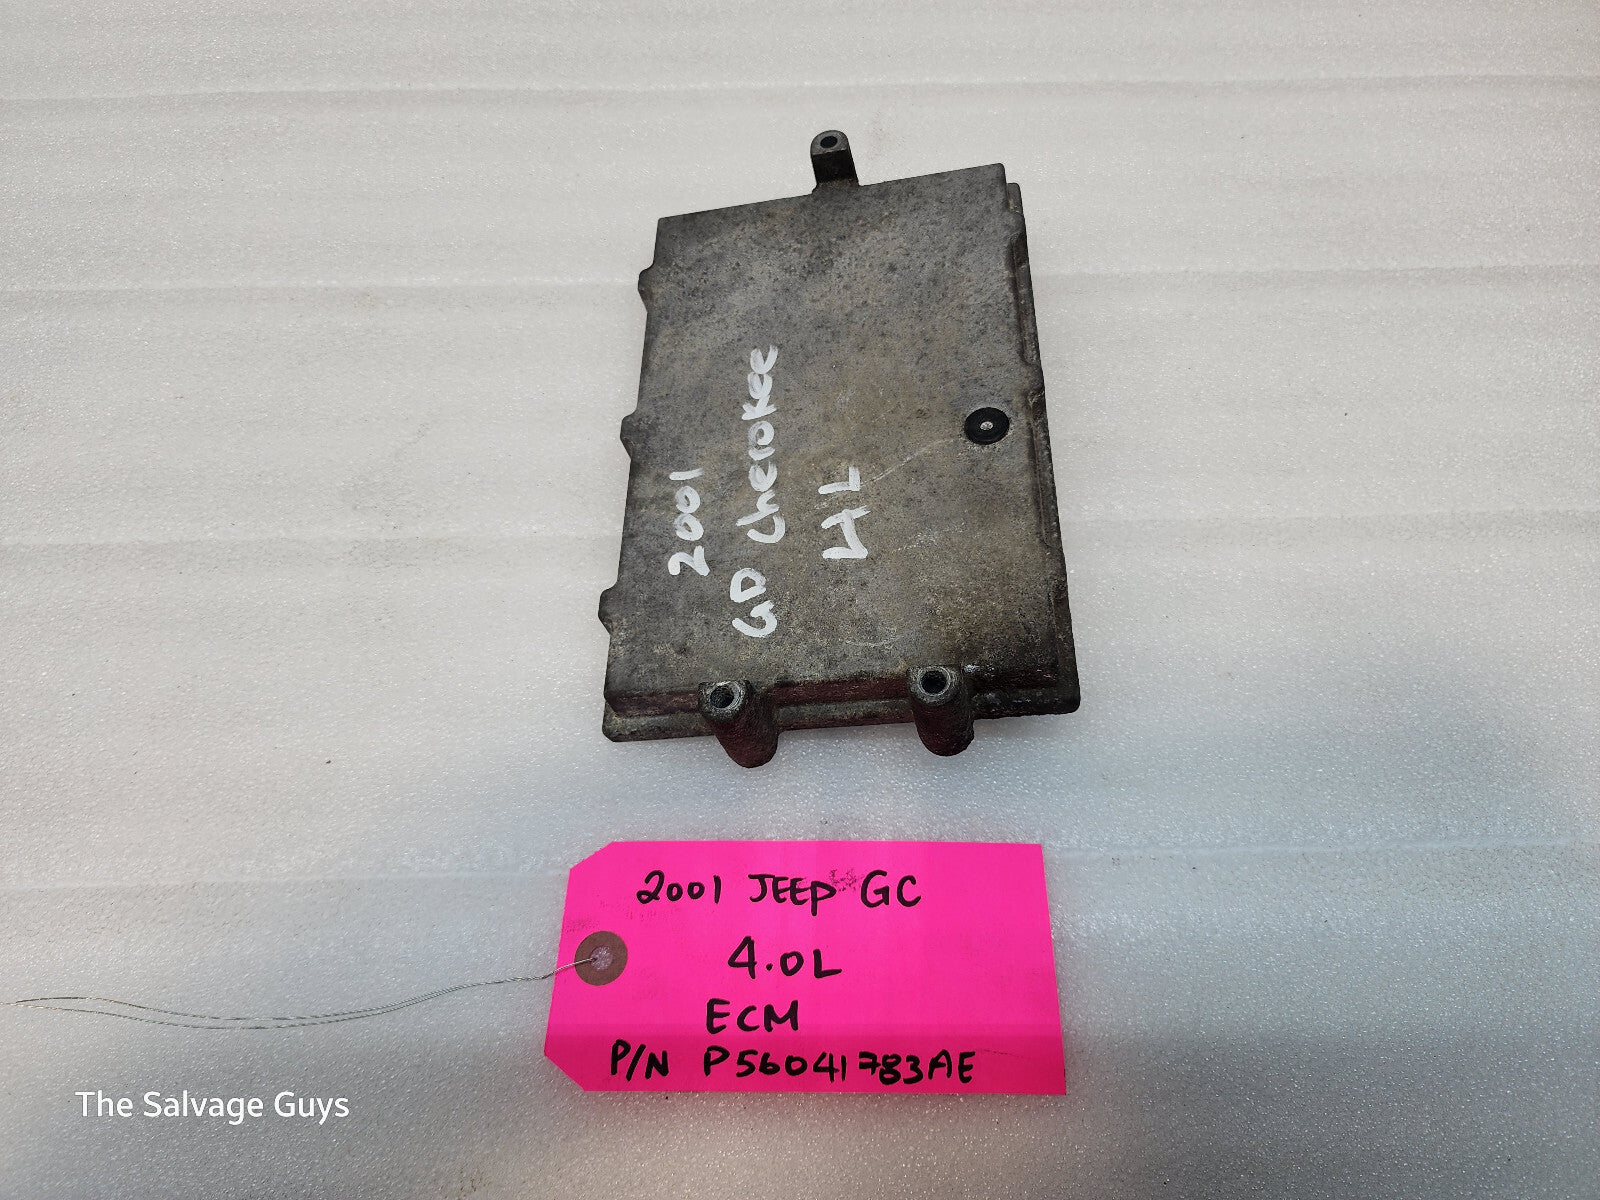 2001
GD Cherokee
4L
2001 JEEP GC
4.0L
ECM
P/N P56041783AE
The Salvage Guys